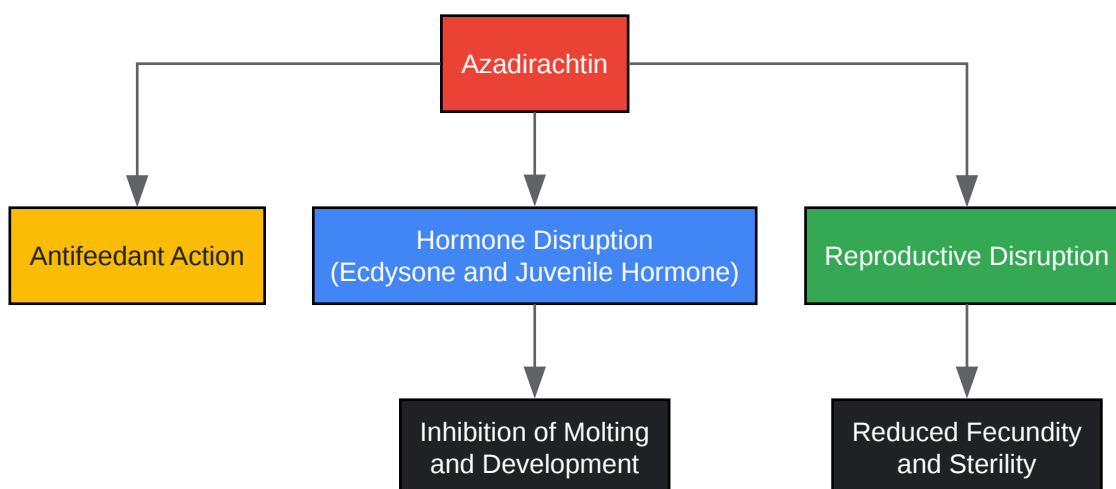 Azadirachtin
Antifeedant Action
Hormone Disruption
(Ecdysone and Juvenile Hormone)
Reproductive Disruption
Inhibition of Molting
and Development
Reduced Fecundity
and Sterility